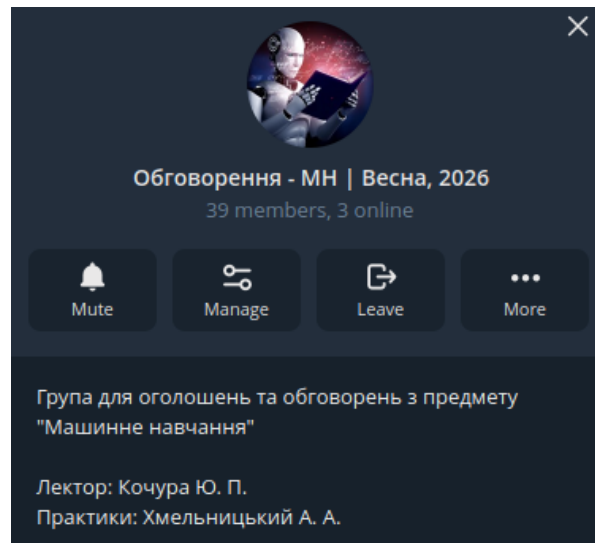 Обговорення - МН | Весна, 2026
39 members, 3 online
Mute
Manage
Leave
More
Група для оголошень та обговорень з предмету
"Машинне навчання"
Лектор: Кочура Ю. П.
Практики: Хмельницький А. А.